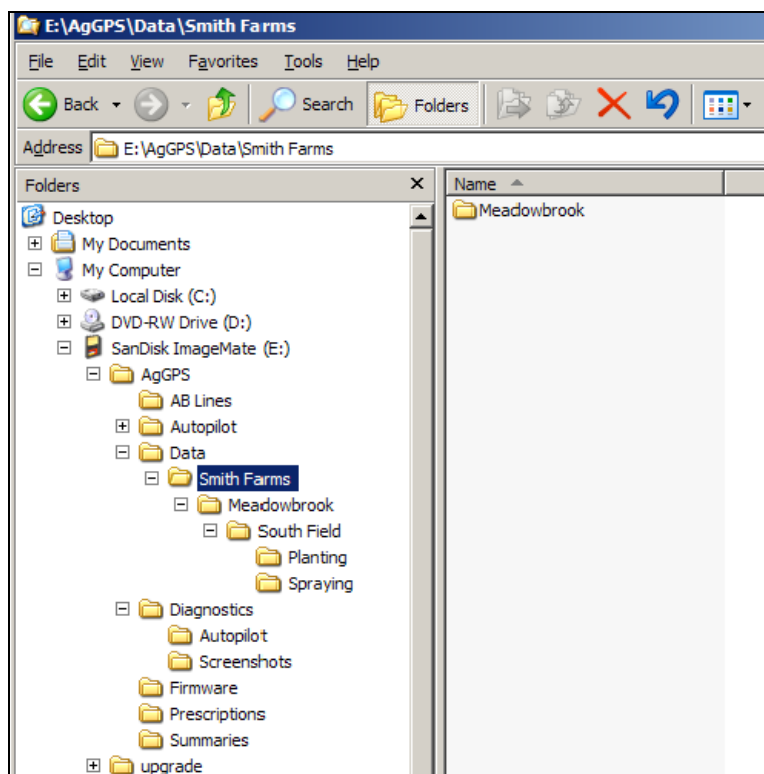 E:\AgGPS\Data\Smith Farms
File Edit View Favorites Tools Help
Back Search Folders
Address E:\AgGPS\Data\Smith Farms
Folders x Name
Desktop
Meadowbrook
My Documents
My Computer
Local Disk (C:)
DVD-RW Drive (D:)
SanDisk ImageMate (E:)
AgGPS
AB Lines
Autopilot
Data
Smith Farms
Meadowbrook
South Field
Planting
Spraying
Diagnostics
Autopilot
Screenshots
Firmware
Prescriptions
Summaries
upgrade